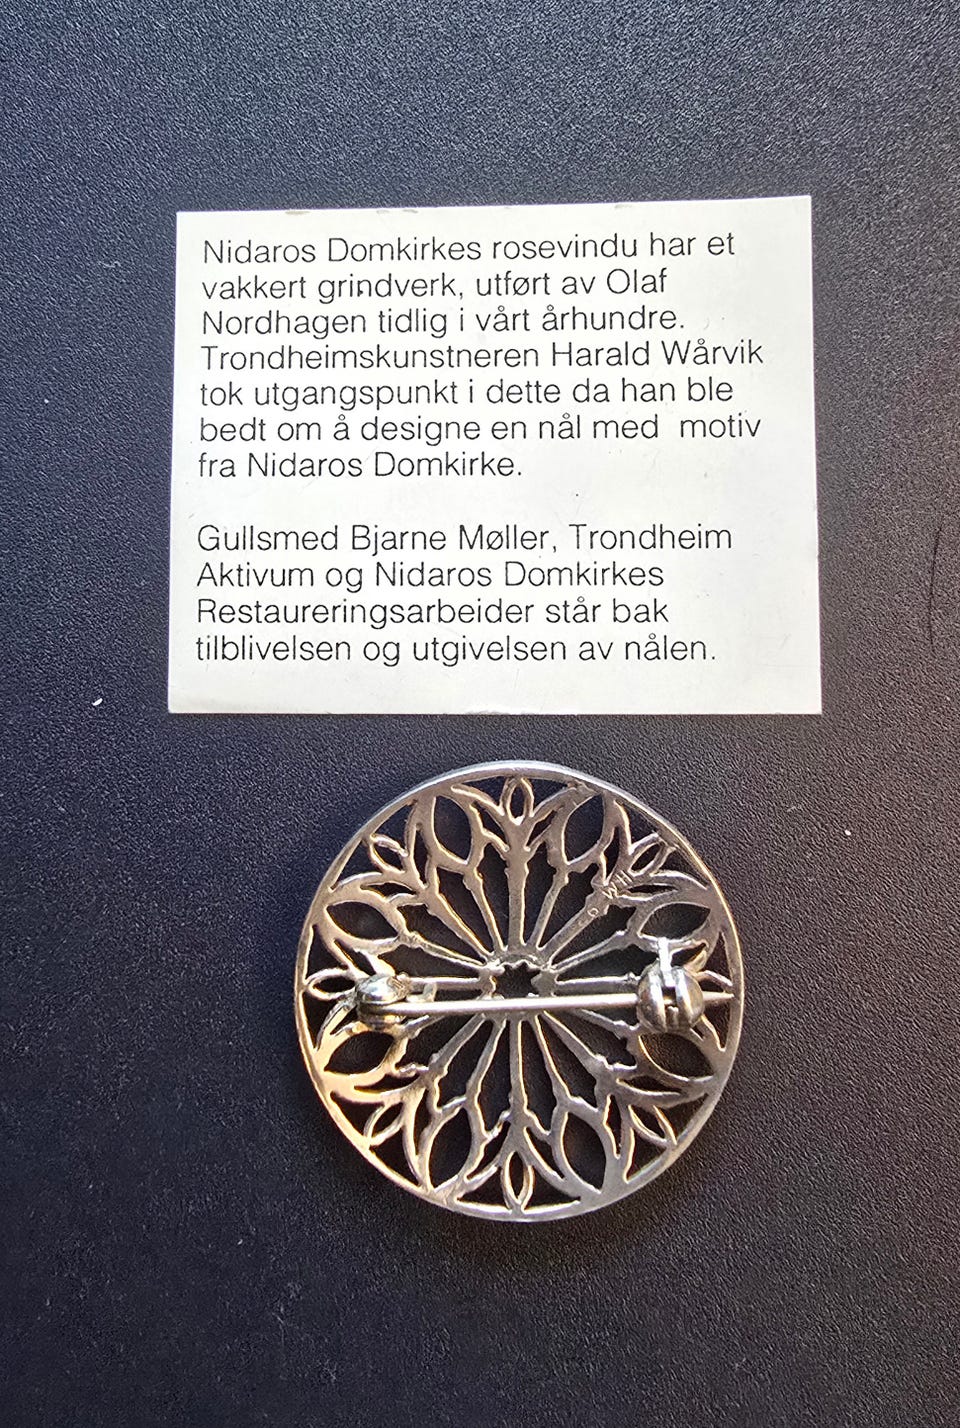 Nidaros Domkirkes rosevindu har et
vakkert grindverk, utført av Olaf
Nordhagen tidlig i vårt århundre.
Trondheimskunstneren Harald Wårvik
tok utgangspunkt i dette da han ble
bedt om å designe en nål med  motiv
fra Nidaros Domkirke.
Gullsmed Bjarne Møller, Trondheim
Aktivum og Nidaros Domkirkes
Restaureringsarbeider står bak
tilblivelsen og utgivelsen av nålen.